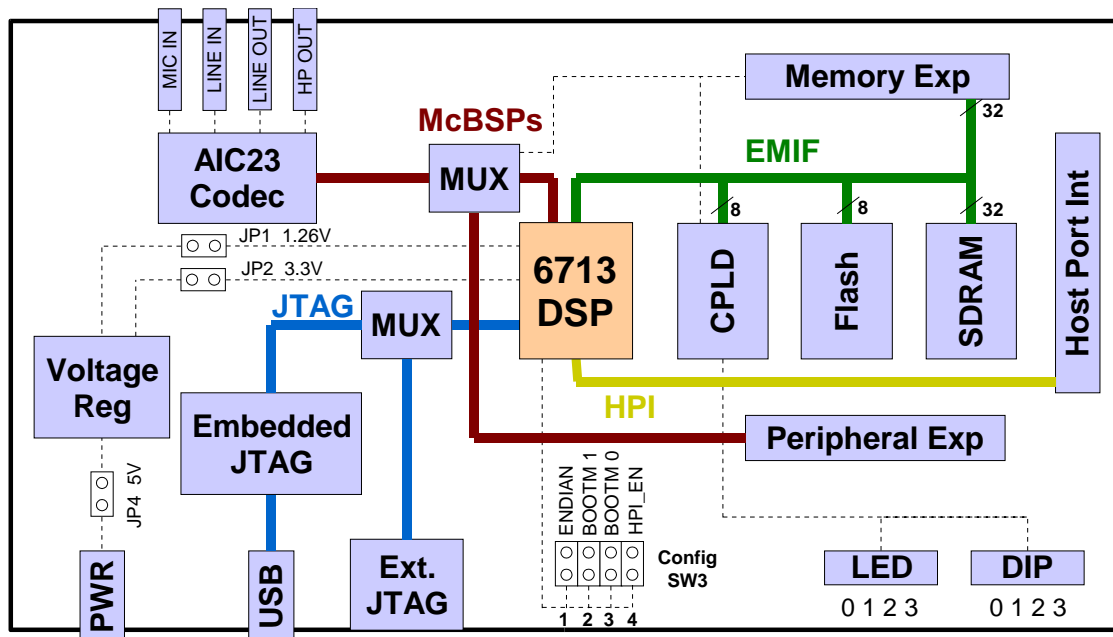 MIC IN
LINE IN
LINE OUT
HP OUT
Memory Exp
32
McBSPs
AIC23
Codec
MUX
EMIF
Host Port Int
8
8
32
JP1 1.26V
JP2 3.3V
6713
DSP
CPLD
Flash
SDRAM
JTAG
MUX
Voltage
Reg
HPI
Embedded
JTAG
Peripheral Exp
JP4 5V
ENDIAN
BOOTM 1
BOOTM 0
HPI_EN
Config
SW3
PWR
USB
Ext.
JTAG
LED
DIP
1 2 3 4
0 1 2 3
0 1 2 3